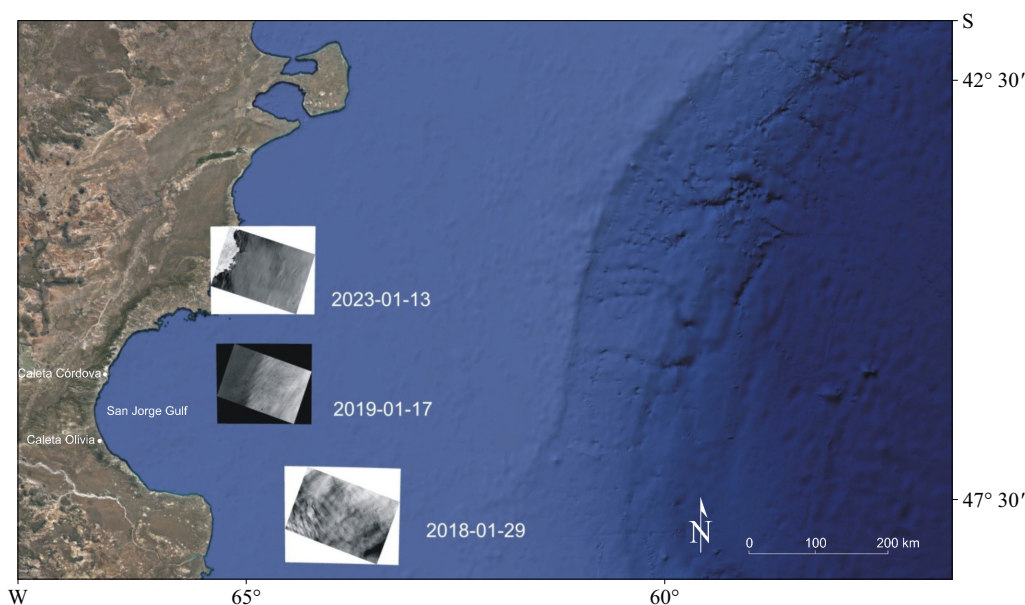 S
42° 30′
2023-01-13
Caleta Córdova
2019-01-17
San Jorge Gulf
Caleta Olivia
47° 30′
N
2018-01-29
0 100 200 km
W 65° 60°